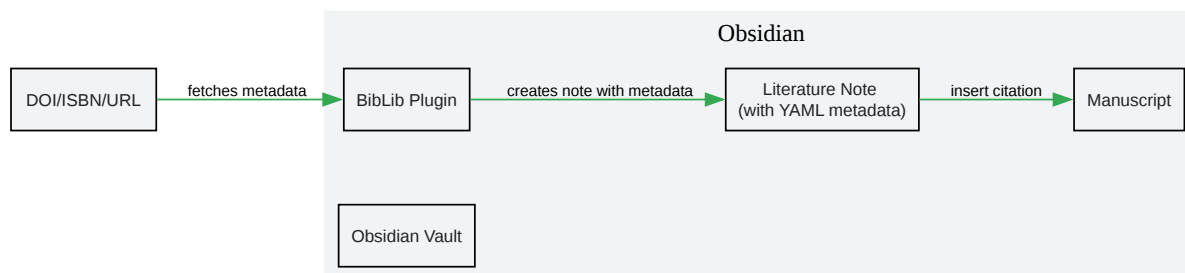 Obsidian
DOI/ISBN/URL
fetches metadata
BibLib Plugin
creates note with metadata
Literature Note
(with YAML metadata)
insert citation
Manuscript
Obsidian Vault